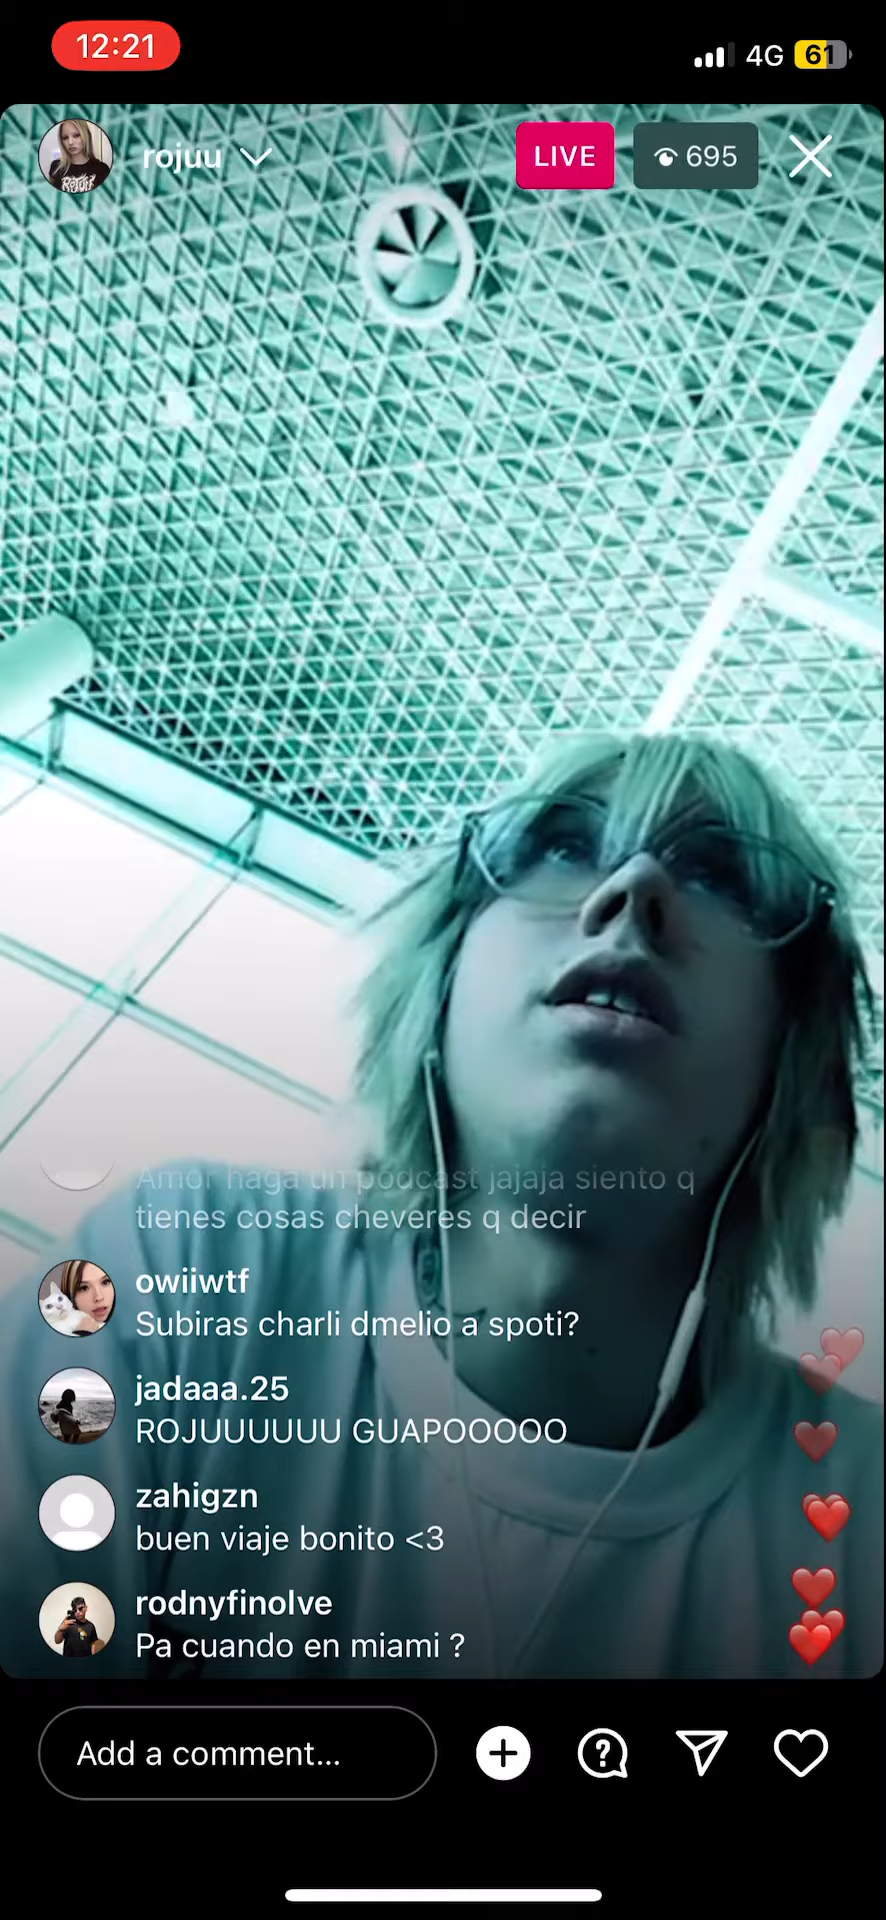 12:21
4G
61
rojuu
LIVE
695
Amor haga un podcast jajaja siento q
tienes cosas cheveres q decir
owiiwtf
Subiras charli dmelio a spoti?
jadaaa.25
ROJUUUUUU GUAPOOOOO
zahigzn
buen viaje bonito <3
rodnyfinolve
Pa cuando en miami ?
Add a comment...